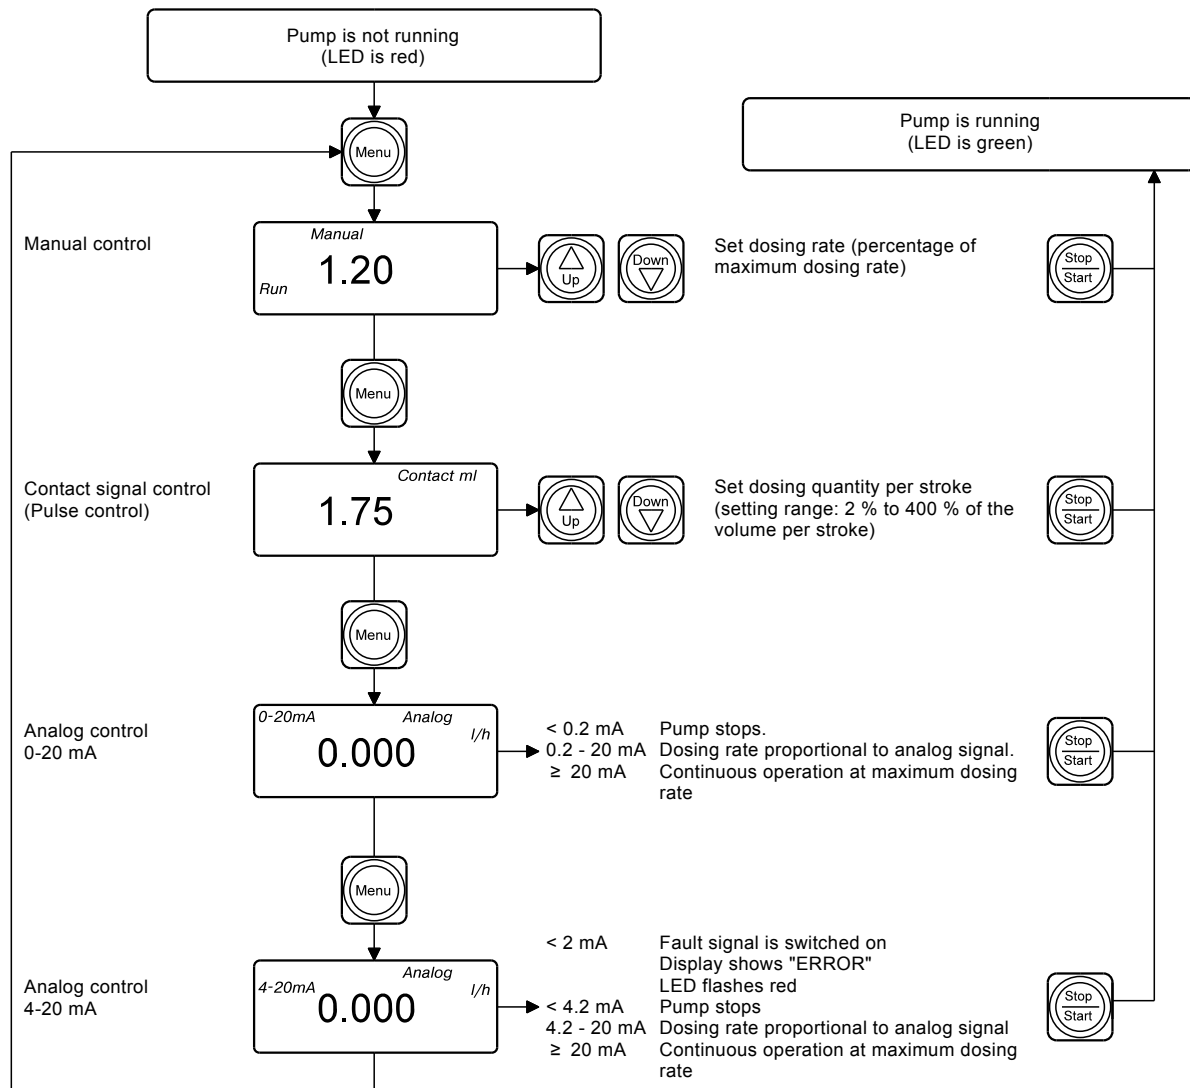 Pump is not running
(LED is red)
Menu
Pump is running
(LED is green)
Manual control
Manual
1.20
Run
Up
Down
Set dosing rate (percentage of
maximum dosing rate)
Stop
Start
Menu
Contact signal control
(Pulse control)
Contact ml
1.75
Up
Down
Set dosing quantity per stroke
(setting range: 2 % to 400 % of the
volume per stroke)
Stop
Start
Menu
Analog control
0-20 mA
0-20mA Analog
l/h
0.000
< 0.2 mA Pump stops.
0.2 - 20 mA Dosing rate proportional to analog signal.
≥ 20 mA Continuous operation at maximum dosing
rate
Stop
Start
Menu
Analog control
4-20 mA
Analog
4-20mA l/h
0.000
< 2 mA Fault signal is switched on
Display shows "ERROR"
LED flashes red
< 4.2 mA Pump stops
4.2 - 20 mA Dosing rate proportional to analog signal
≥ 20 mA Continuous operation at maximum dosing
rate
Stop
Start